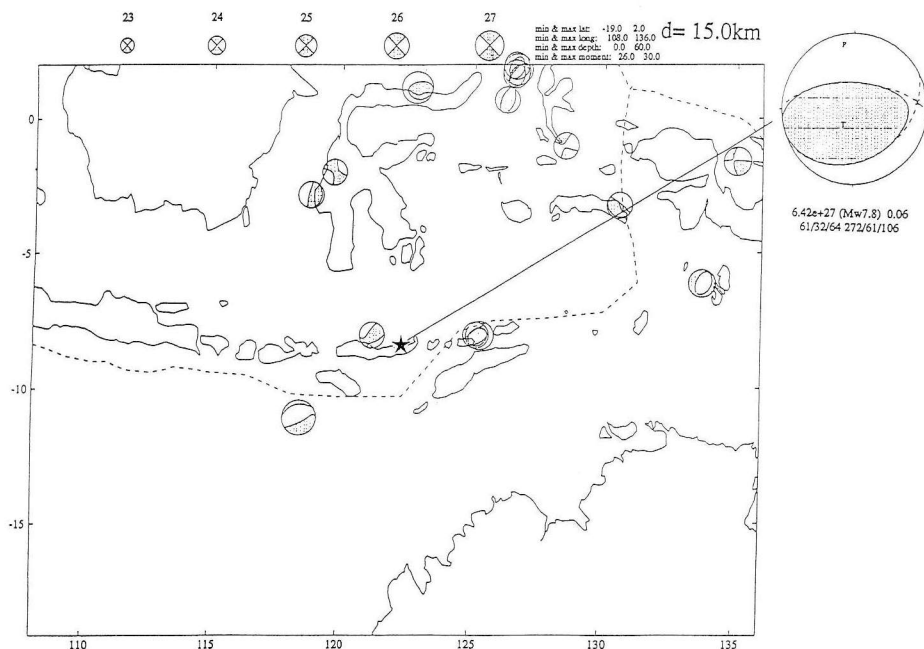 23 24 25 26 27
min & max lat: -19.0 2.0
min & max long: 108.0 136.0
min & max depth: 0.0 60.0
min & max moment: 26.0 30.0
d= 15.0km
P
T
6.42e+27 (Mw7.8) 0.06
61/32/64 272/61/106
0
-5
-10
-15
110 115 120 125 130 135